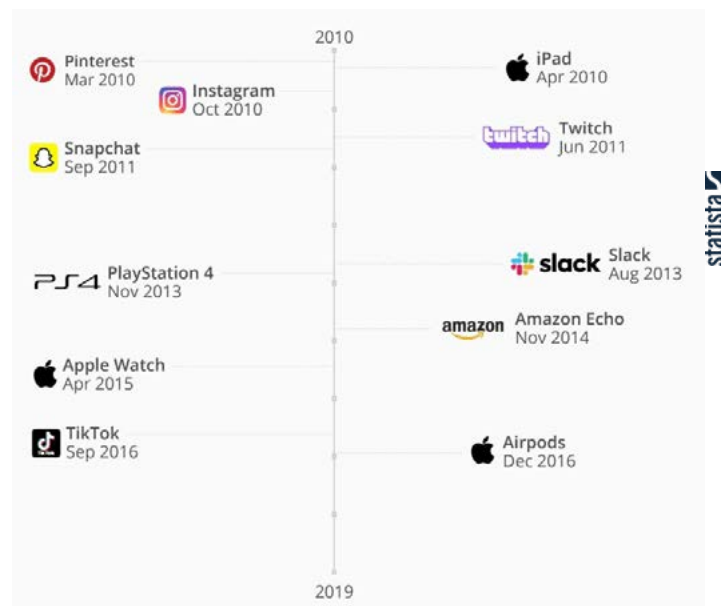 2010
Pinterest
Mar 2010
iPad
Apr 2010
Instagram
Oct 2010
twitch
Twitch
Jun 2011
Snapchat
Sep 2011
statista
slack
Slack
Aug 2013
PS4
PlayStation 4
Nov 2013
amazon
Amazon Echo
Nov 2014
Apple Watch
Apr 2015
TikTok
Sep 2016
Airpods
Dec 2016
2019